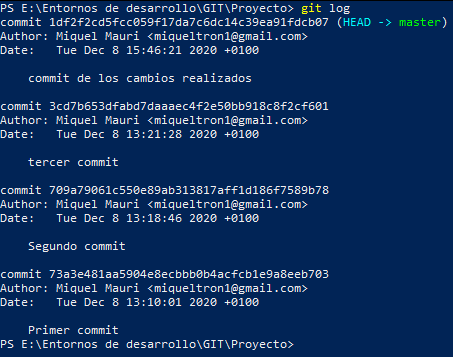 PS E:\Entornos de desarrollo\GIT\Proyecto> git log
commit 1df2f2cd5fcc059f17da7c6dc14c39ea91fdcb07 (HEAD -> master)
Author: Miquel Mauri <miqueltron1@gmail.com>
Date:   Tue Dec 8 15:46:21 2020 +0100
    commit de los cambios realizados
commit 3cd7b653dfabd7daaaec4f2e50bb918c8f2cf601
Author: Miquel Mauri <miqueltron1@gmail.com>
Date:   Tue Dec 8 13:21:28 2020 +0100
    tercer commit
commit 709a79061c550e89ab313817aff1d186f7589b78
Author: Miquel Mauri <miqueltron1@gmail.com>
Date:   Tue Dec 8 13:18:46 2020 +0100
    Segundo commit
commit 73a3e481aa5904e8ecbbb0b4acfcb1e9a8eeb703
Author: Miquel Mauri <miqueltron1@gmail.com>
Date:   Tue Dec 8 13:10:01 2020 +0100
    Primer commit
PS E:\Entornos de desarrollo\GIT\Proyecto>